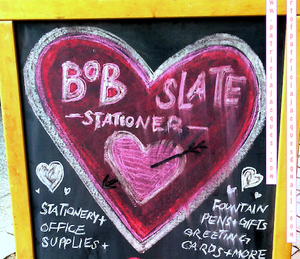 BOB SLATE
-STATIONER-
STATIONERY+
OFFICE
SUPPLIES+
FOUNTAIN
PENS+GIFTS
GREETING
CARDS+MORE